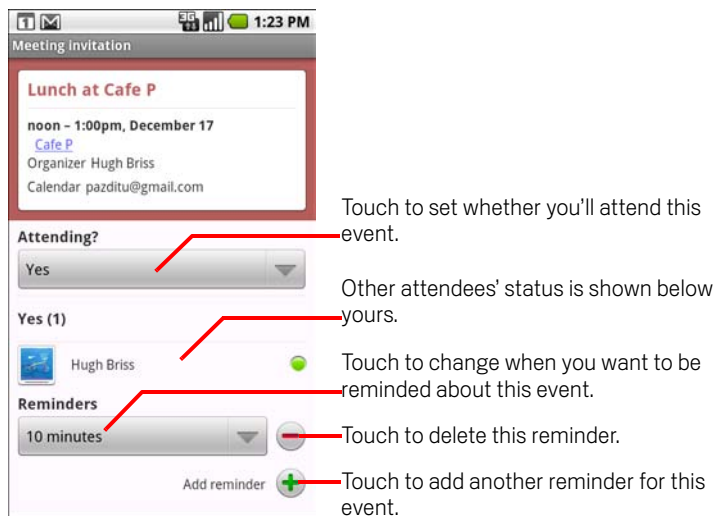 1 3G 1:23 PM
Meeting invitation
Lunch at Cafe P
noon – 1:00pm, December 17
Cafe P
Organizer Hugh Briss
Calendar pazditu@gmail.com
Attending?
Yes
Yes (1)
Hugh Briss
Reminders
10 minutes
Add reminder
Touch to set whether you’ll attend this
event.
Other attendees’ status is shown below
yours.
Touch to change when you want to be
reminded about this event.
Touch to delete this reminder.
Touch to add another reminder for this
event.